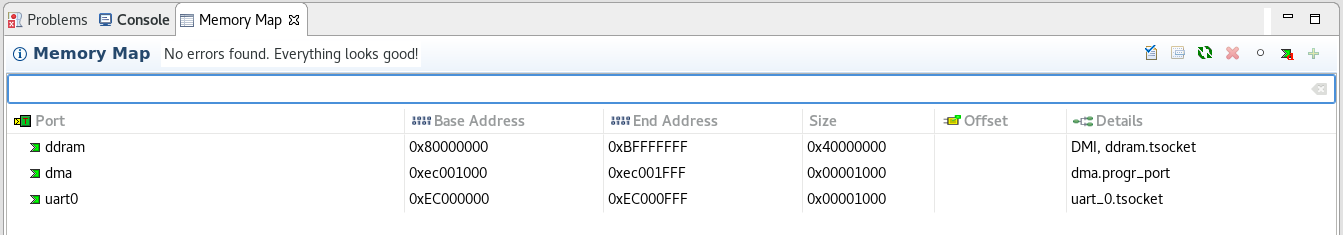 Problems Console Memory Map
Memory Map No errors found. Everything looks good!
Port Base Address End Address Size Offset Details
ddram 0x80000000 0xBFFFFFFF 0x40000000 DMI, ddram.tsocket
dma 0xec001000 0xec001FFF 0x00001000 dma.progr_port
uart0 0xEC000000 0xEC000FFF 0x00001000 uart_0.tsocket